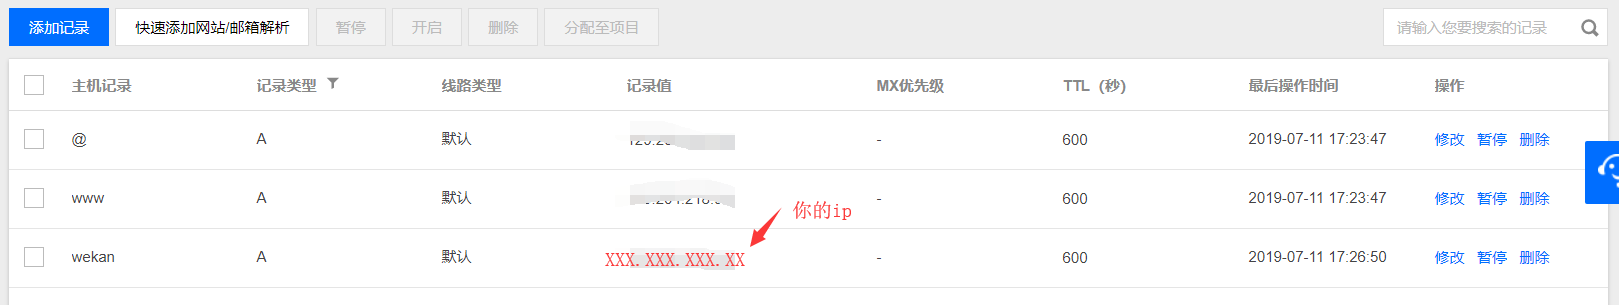 添加记录 快速添加网站/邮箱解析 暂停 开启 删除 分配至项目 请输入您要搜索的记录
主机记录 记录类型 线路类型 记录值 MX优先级 TTL (秒) 最后操作时间 操作
@ A 默认 - 600 2019-07-11 17:23:47 修改 暂停 删除
www A 默认 - 600 2019-07-11 17:23:47 修改 暂停 删除
你的ip
wekan A 默认 XXX.XXX.XXX.XX - 600 2019-07-11 17:26:50 修改 暂停 删除